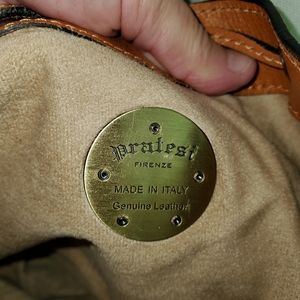 Pratesi
FIRENZE
MADE IN ITALY
Genuine Leather